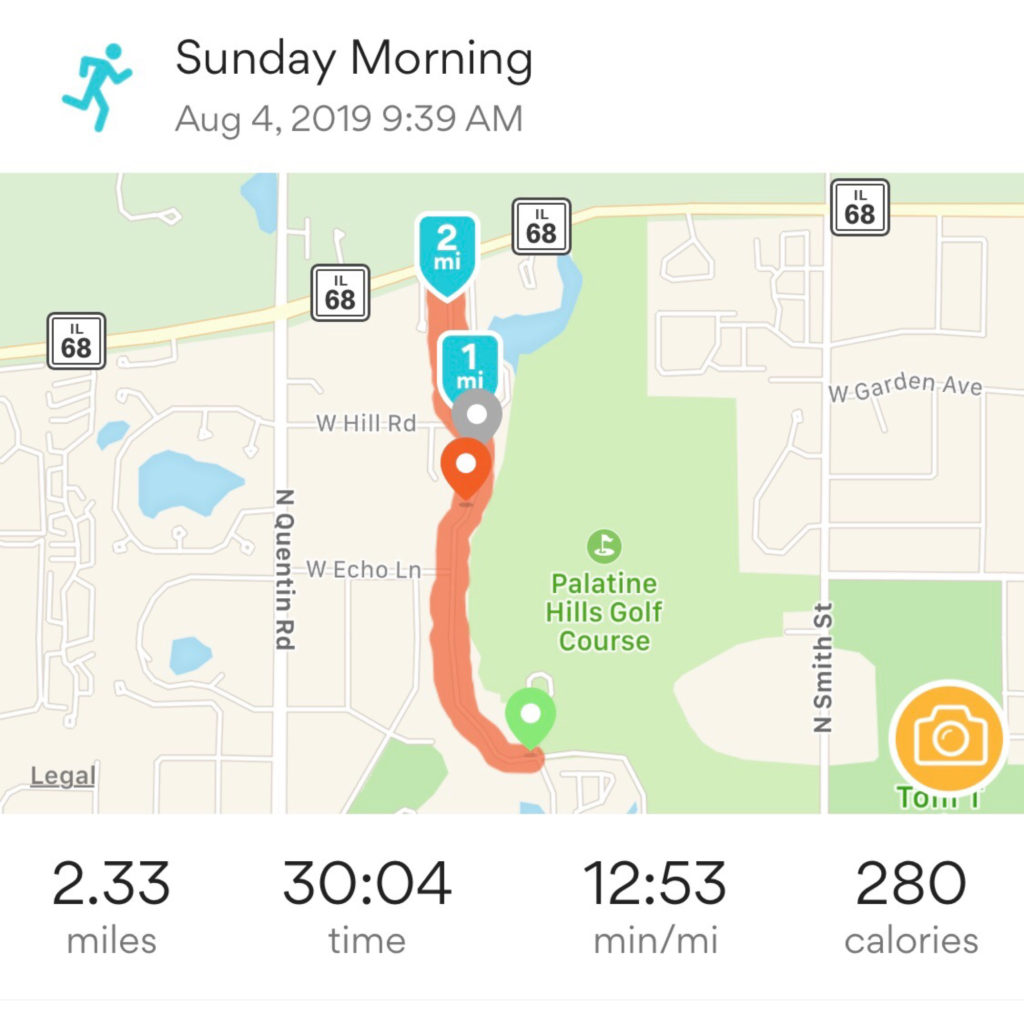 Sunday Morning
Aug 4, 2019 9:39 AM
IL
68
IL
68
2
mi
IL
68
IL
68
1
mi
W Garden Ave
W Hill Rd
N Quentin Rd
W Echo Ln
Palatine
Hills Golf
Course
N Smith St
Legal
2.33
miles
30:04
time
12:53
min/mi
280
calories